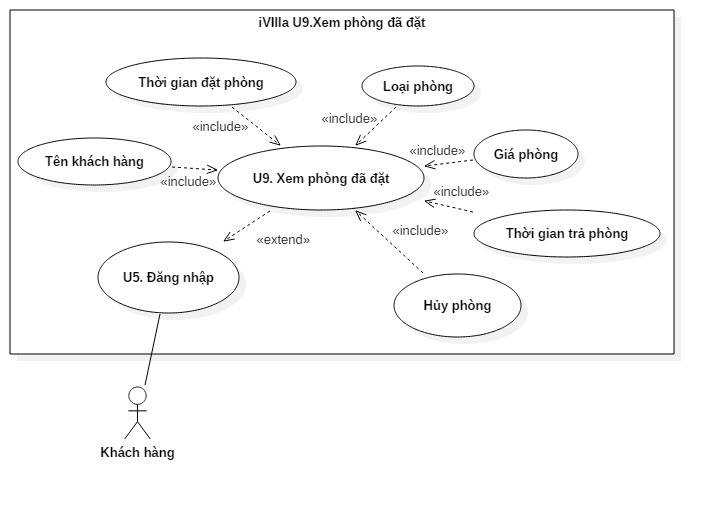 iVIIIa U9.Xem phòng đã đặt
Thời gian đặt phòng
Loại phòng
«include»
«include»
Tên khách hàng
«include»
Giá phòng
«include»
U9. Xem phòng đã đặt
«include»
Thời gian trả phòng
«include»
«extend»
U5. Đăng nhập
Hủy phòng
Khách hàng